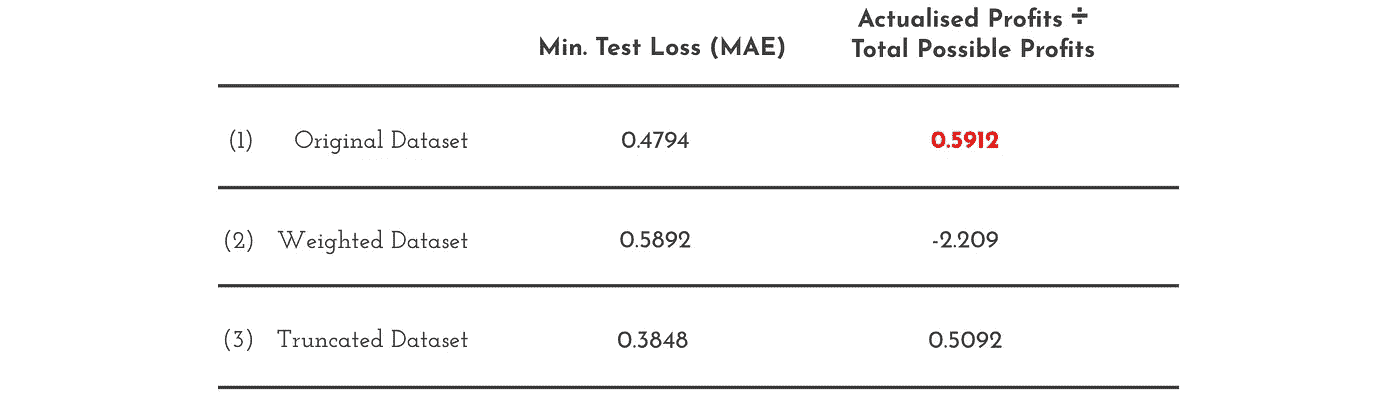 Actualised Profits ÷
Min. Test Loss (MAE) Total Possible Profits
(1) Original Dataset 0.4794 0.5912
(2) Weighted Dataset 0.5892 -2.209
(3) Truncated Dataset 0.3848 0.5092